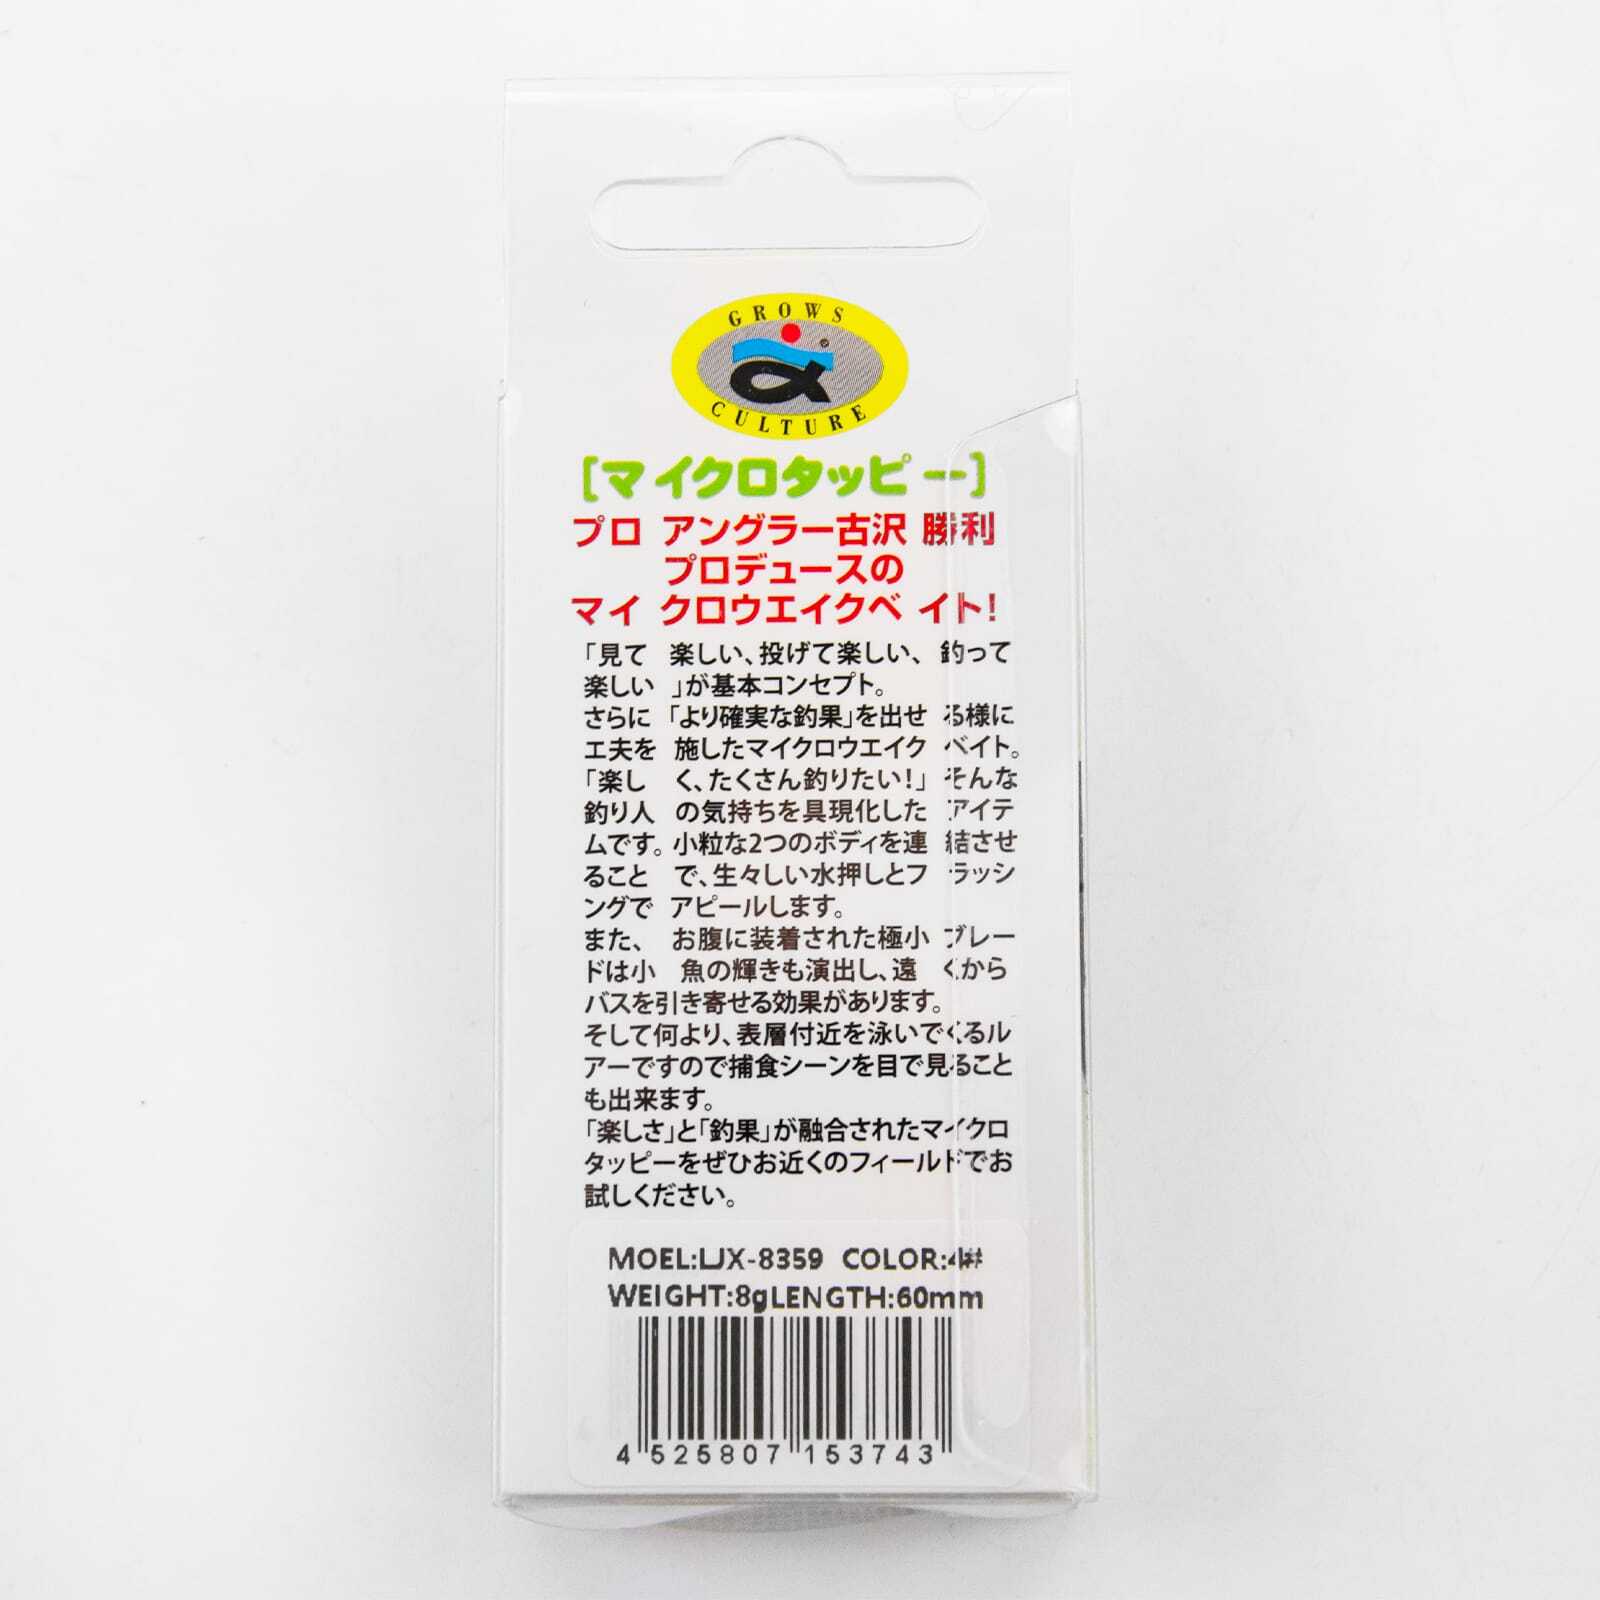 GROWS
CULTURE
[マイクロタッピー]
プロ アングラー古沢 勝利
プロデュースの
マイクロウエイクベイト!
「見て 楽しい、投げて楽しい、釣って
楽しい 」が基本コンセプト。
さらに 「より確実な釣果」を出せる様に
工夫を 施したマイクロウエイクベイト。
「楽し く、たくさん釣りたい!」そんな
釣り人 の気持ちを具現化したアイテ
ムです。小粒な2つのボディを連結させ
ること で、生々しい水押しとフラッシ
ングで アピールします。
また、 お腹に装着された極小ブレー
ドは小 魚の輝きも演出し、遠くから
バスを引き寄せる効果があります。
そして何より、表層付近を泳いでくるル
アーですので捕食シーンを目で見ること
も出来ます。
「楽しさ」と「釣果」が融合されたマイクロ
タッピーをぜひお近くのフィールドでお
試しください。
MOEL:LJX-8359 COLOR:4#
WEIGHT:8gLENGTH:60mm
4 525807 153743